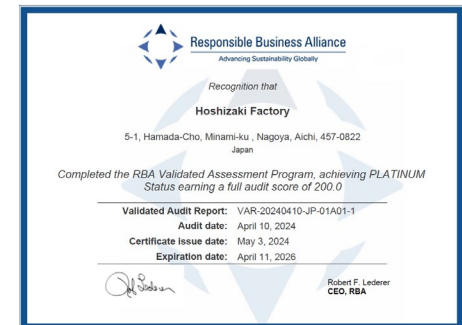 Responsible Business Alliance
Advancing Sustainability Globally
Recognition that
Hoshizaki Factory
5-1, Hamada-Cho, Minami-ku , Nagoya, Aichi, 457-0822
Japan
Completed the RBA Validated Assessment Program, achieving PLATINUM
Status earning a full audit score of 200.0
Validated Audit Report: VAR-20240410-JP-01A01-1
Audit date: April 10, 2024
Certificate issue date: May 3, 2024
Expiration date: April 11, 2026
Robert F. Lederer
CEO, RBA